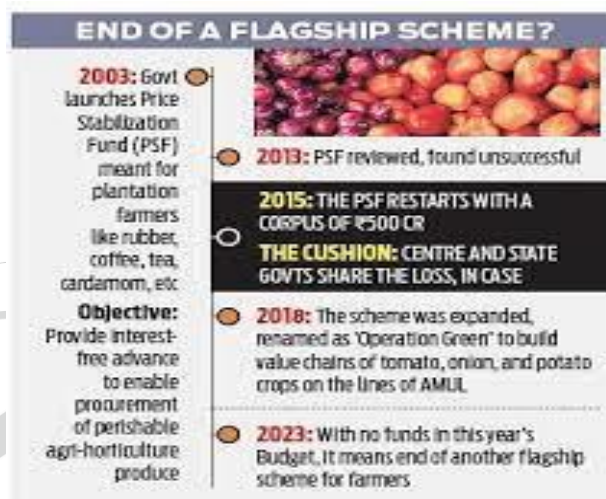 END OF A FLAGSHIP SCHEME?
2003: Govt
launches Price
Stabilization
Fund (PSF)
meant for
plantation
farmers
like rubber,
coffee, tea,
cardamom, etc
Objective:
Provide interest-
free advance
to enable
procurement
of perishable
agri-horticulture
produce
2013: PSF reviewed, found unsuccessful
2015: THE PSF RESTARTS WITH A
CORPUS OF ₹500 CR
THE CUSHION: CENTRE AND STATE
GOVTS SHARE THE LOSS, IN CASE
2018: The scheme was expanded,
renamed as 'Operation Green' to build
value chains of tomato, onion, and potato
crops on the lines of AMUL
2023: With no funds in this year's
Budget, it means end of another flagship
scheme for farmers